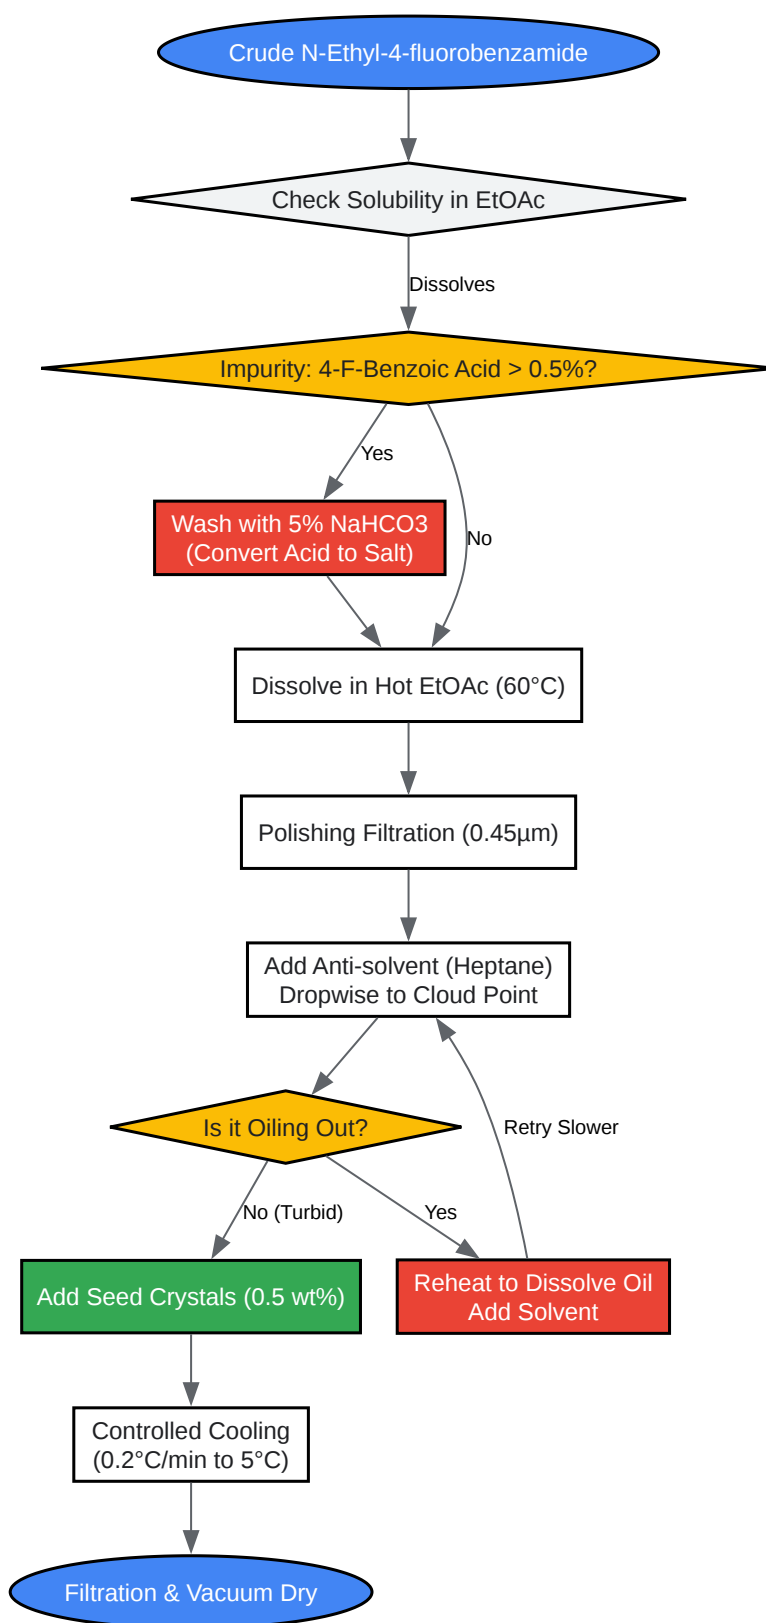 Crude N-Ethyl-4-fluorobenzamide
Check Solubility in EtOAc
Dissolves
Impurity: 4-F-Benzoic Acid > 0.5%?
Yes
Wash with 5% NaHCO3
(Convert Acid to Salt)
No
Dissolve in Hot EtOAc (60°C)
Polishing Filtration (0.45µm)
Add Anti-solvent (Heptane)
Dropwise to Cloud Point
Is it Oiling Out?
Retry Slower
No (Turbid)
Yes
Add Seed Crystals (0.5 wt%)
Reheat to Dissolve Oil
Add Solvent
Controlled Cooling
(0.2°C/min to 5°C)
Filtration & Vacuum Dry